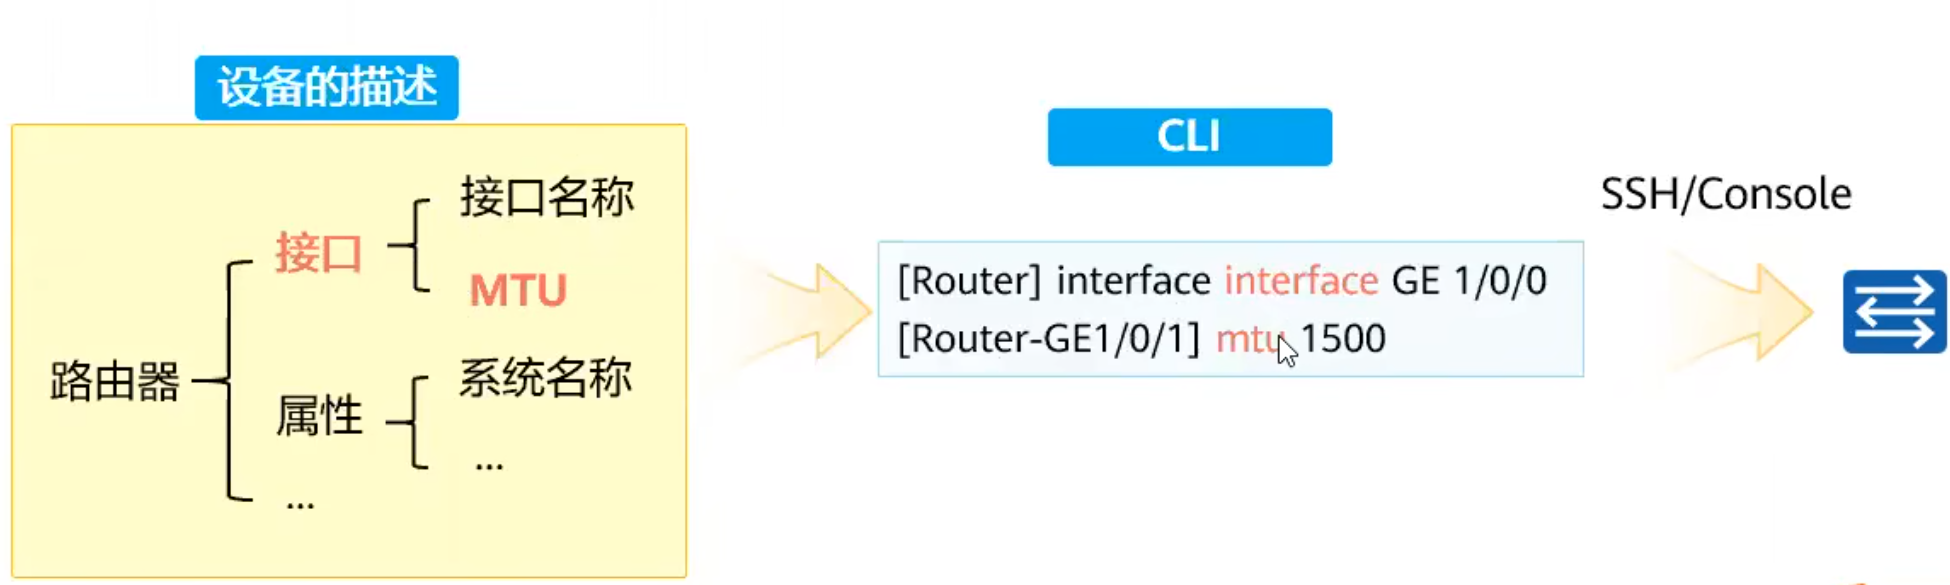 设备的描述
接口名称
接口
MTU
路由器
系统名称
属性
...
...
CLI
[Router] interface interface GE 1/0/0
[Router-GE1/0/1] mtu 1500
SSH/Console